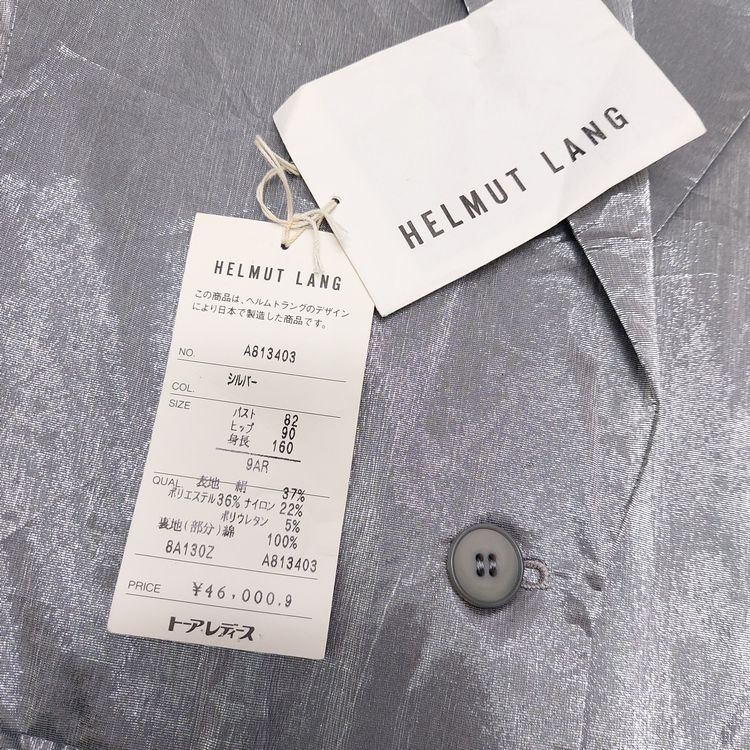 HELMUT LANG
HELMUT LANG
この商品は、ヘルムトラングのデザイン
により日本で製造した商品です。
NO. A813403
COL. シルバー
SIZE
バスト 82
ヒップ 90
身長 160
9AR
QUAL. 表地 絹 37%
ポリエステル36% ナイロン 22%
ポリウレタン 5%
裏地(部分)綿 100%
8A130Z A813403
PRICE ¥46,000.9
トーア・レディース